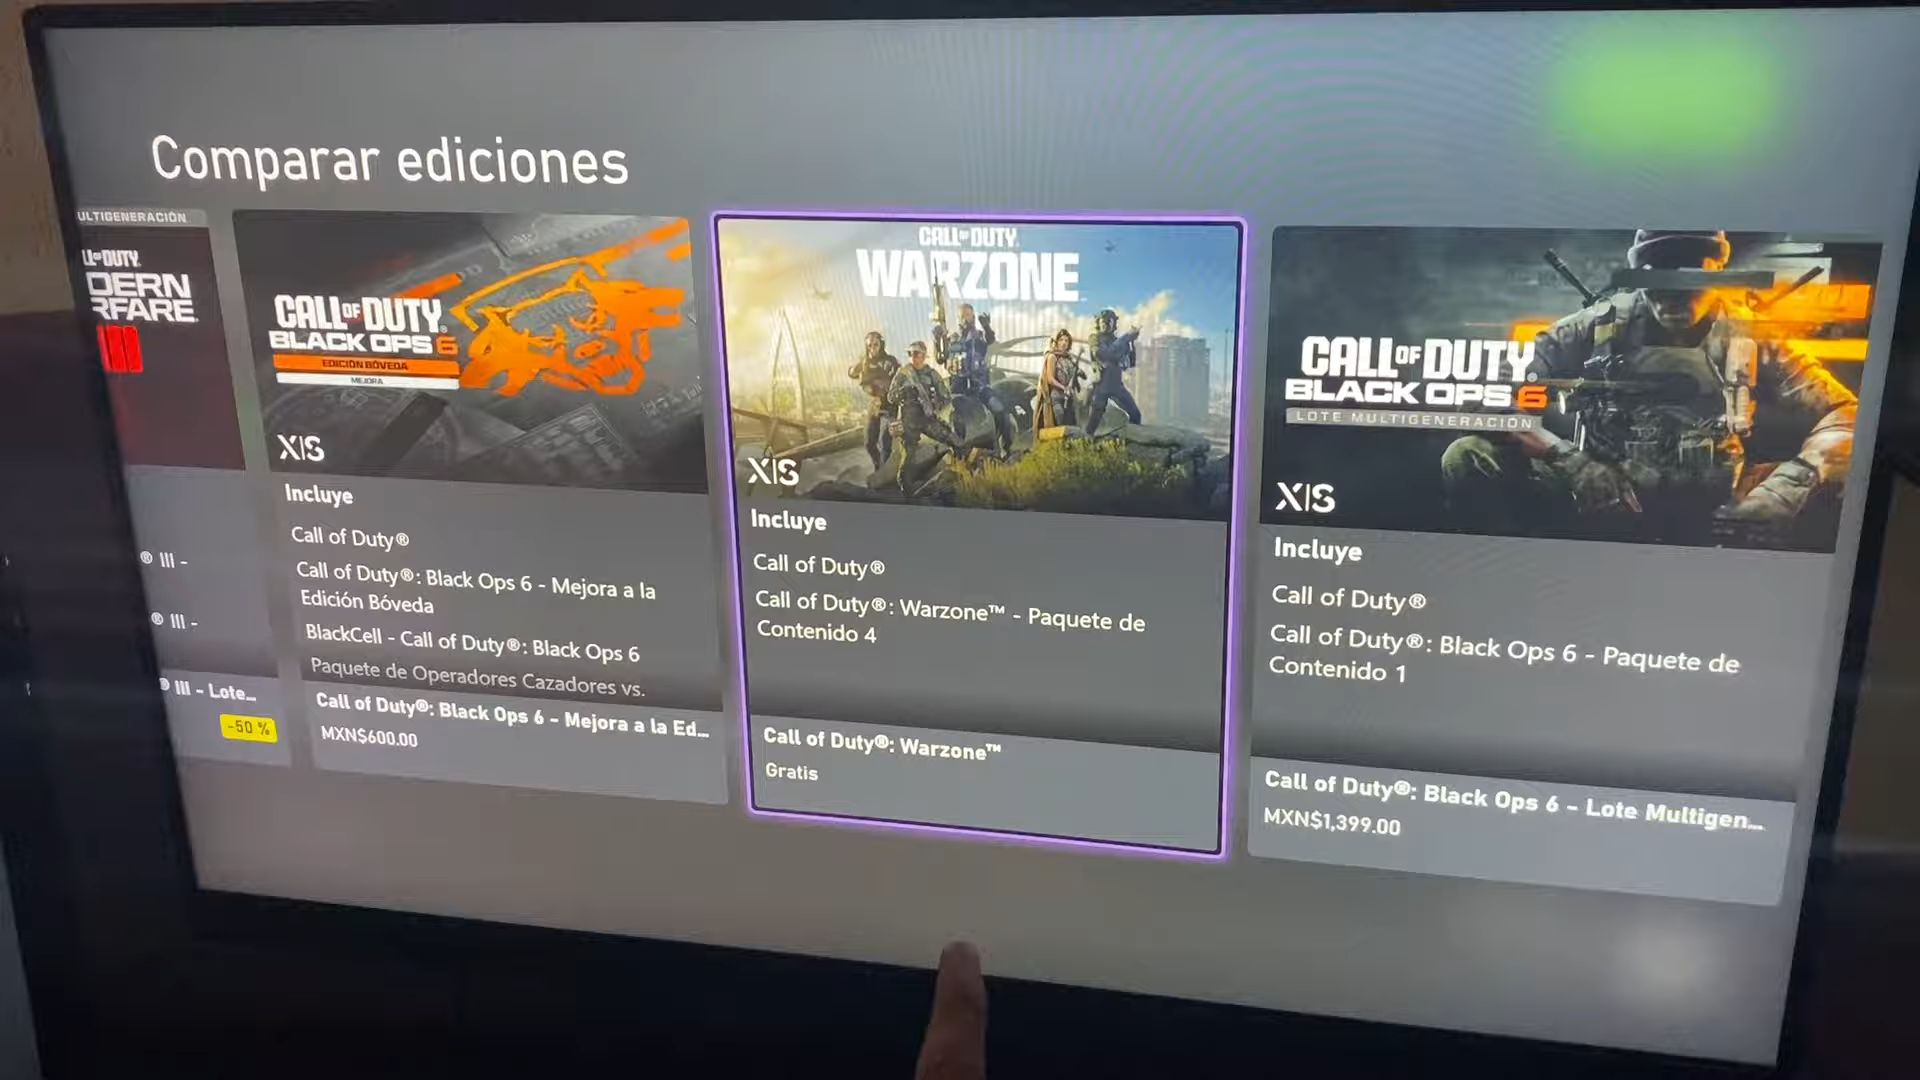 Comparar ediciones
ULTIGENERACIÓN
LL OF DUTY.
DERN
RFARE
III
® III -
® III -
® III - Lote...
-50 %
CALL OF DUTY.
BLACK OPS 6
EDICIÓN BÓVEDA
MEJORA
X|S
Incluye
Call of Duty®
Call of Duty®: Black Ops 6 - Mejora a la
Edición Bóveda
BlackCell - Call of Duty®: Black Ops 6
Paquete de Operadores Cazadores vs.
Call of Duty®: Black Ops 6 - Mejora a la Ed...
MXN$600.00
CALL OF DUTY.
WARZONE
X|S
Incluye
Call of Duty®
Call of Duty®: Warzone™ - Paquete de
Contenido 4
Call of Duty®: Warzone™
Gratis
CALL OF DUTY.
BLACK OPS 6
LOTE MULTIGENERACIÓN
X|S
Incluye
Call of Duty®
Call of Duty®: Black Ops 6 - Paquete de
Contenido 1
Call of Duty®: Black Ops 6 - Lote Multigen...
MXN$1,399.00